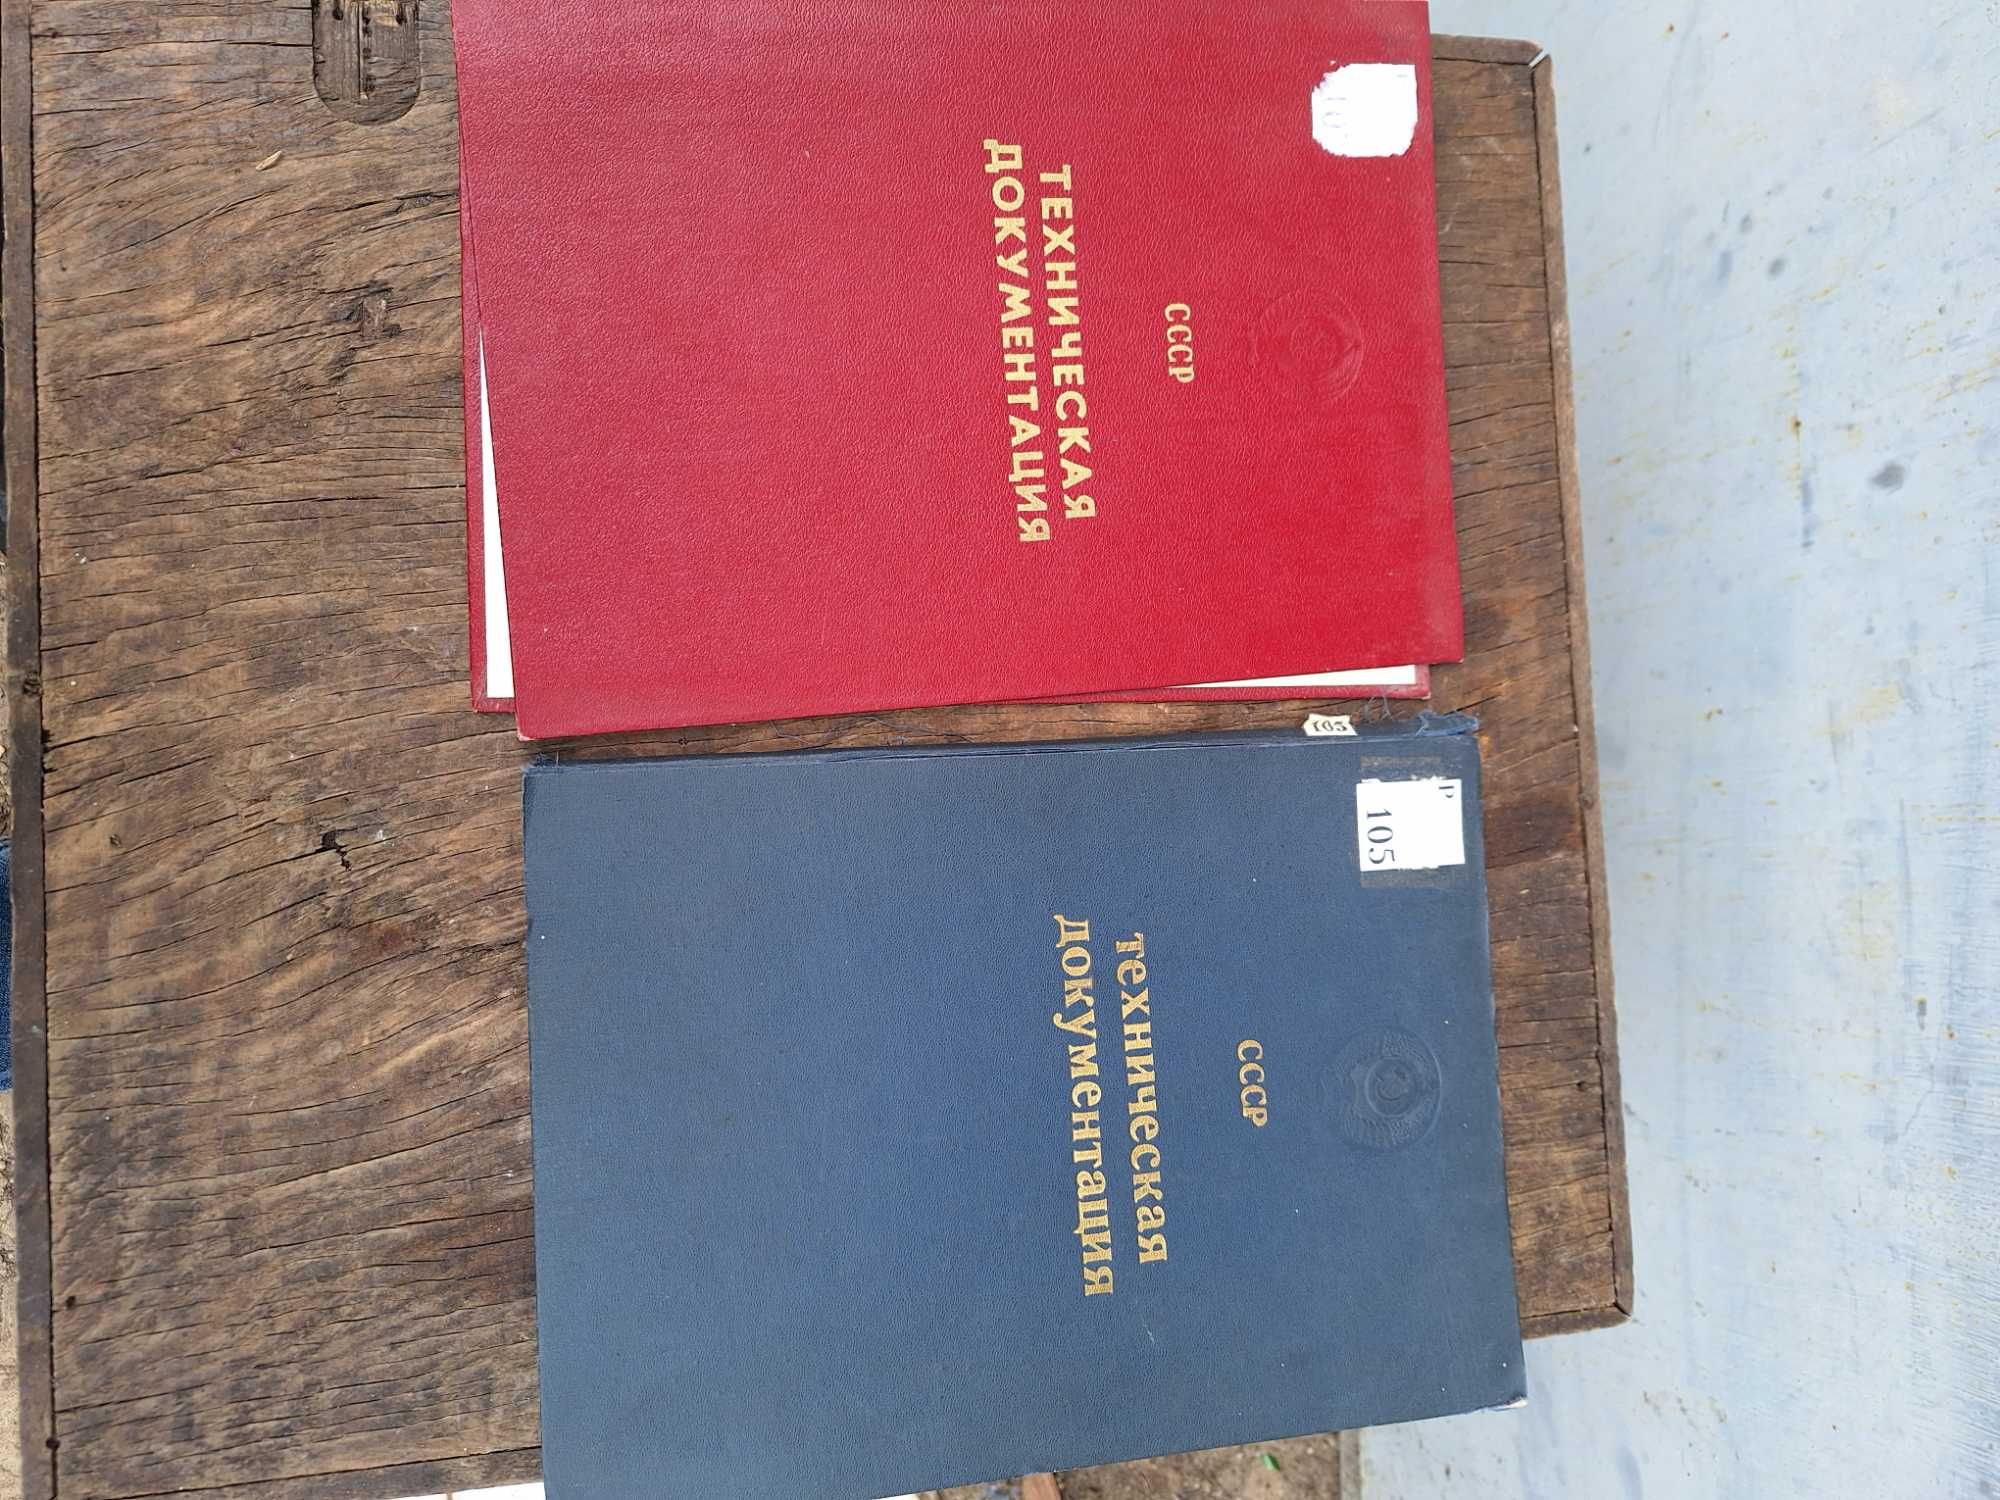 СССР
ТЕХНИЧЕСКАЯ
ДОКУМЕНТАЦИЯ
Р
105
СССР
техническая
документация